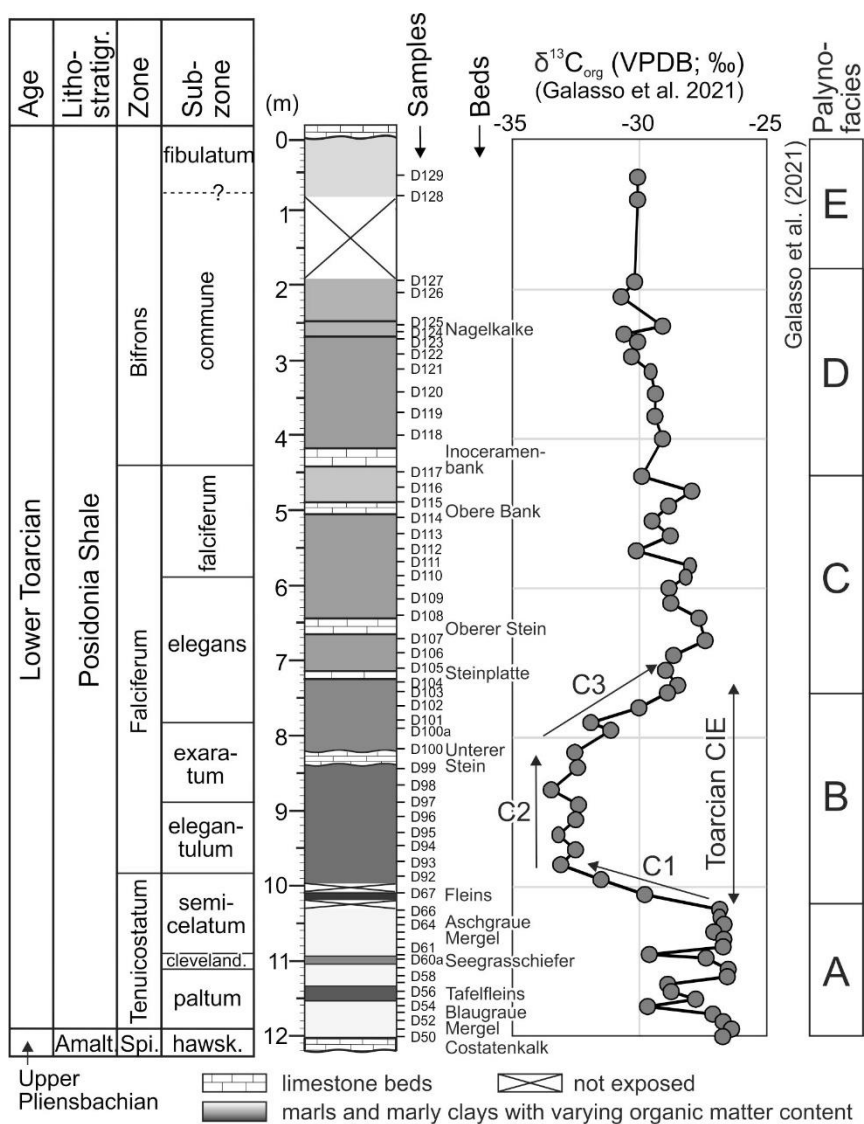 Age
Litho-
stratigr.
Zone
Sub-
zone
(m)
Samples
Beds
δ¹³Corg (VPDB; ‰)
(Galasso et al. 2021)
-35
-30
-25
Palyno-
facies
Galasso et al. (2021)
Lower Toarcian
Posidonia Shale
Bifrons
Falciferum
Tenuicostatum
fibulatum
?
commune
falciferum
elegans
exara-
tum
elegan-
tulum
semi-
celatum
cleveland.
paltum
Amalt.
Spi.
hawsk.
Upper
Pliensbachian
0
1
2
3
4
5
6
7
8
9
10
11
12
D129
D128
D127
D126
D125
D124
D123
D122
D121
D120
D119
D118
D117
D116
D115
D114
D113
D112
D111
D110
D109
D108
D107
D106
D105
D104
D103
D102
D101
D100a
D100
D99
D98
D97
D96
D95
D94
D93
D92
D67
D66
D64
D61
D60a
D58
D56
D54
D52
D50
Nagelkalke
Inoceramen-
bank
Obere Bank
Oberer Stein
Steinplatte
Unterer
Stein
Fleins
Aschgraue
Mergel
Seegrasschiefer
Tafelfleins
Blaugraue
Mergel
Costatenkalk
C3
C2
C1
Toarcian CIE
E
D
C
B
A
limestone beds
not exposed
marls and marly clays with varying organic matter content